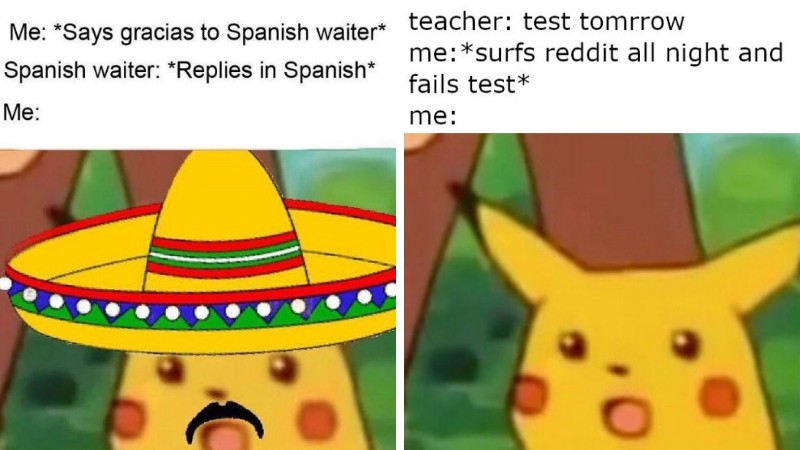 Me: *Says gracias to Spanish waiter*
Spanish waiter: *Replies in Spanish*
Me:
teacher: test tomrrow
me:*surfs reddit all night and
fails test*
me: